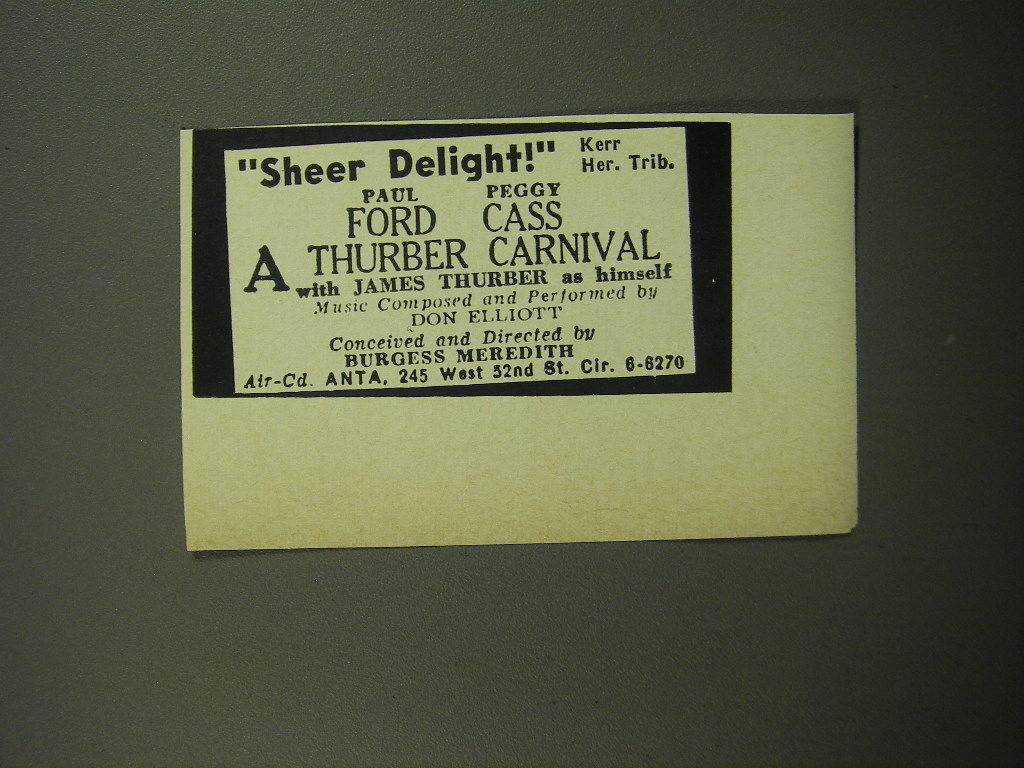 "Sheer Delight!" Kerr
Her. Trib.
PAUL PEGGY
FORD CASS
A THURBER CARNIVAL
with JAMES THURBER as himself
Music Composed and Performed by
DON ELLIOTT
Conceived and Directed by
BURGESS MEREDITH
Air-Cd. ANTA, 245 West 52nd St. Cir. 6-6270